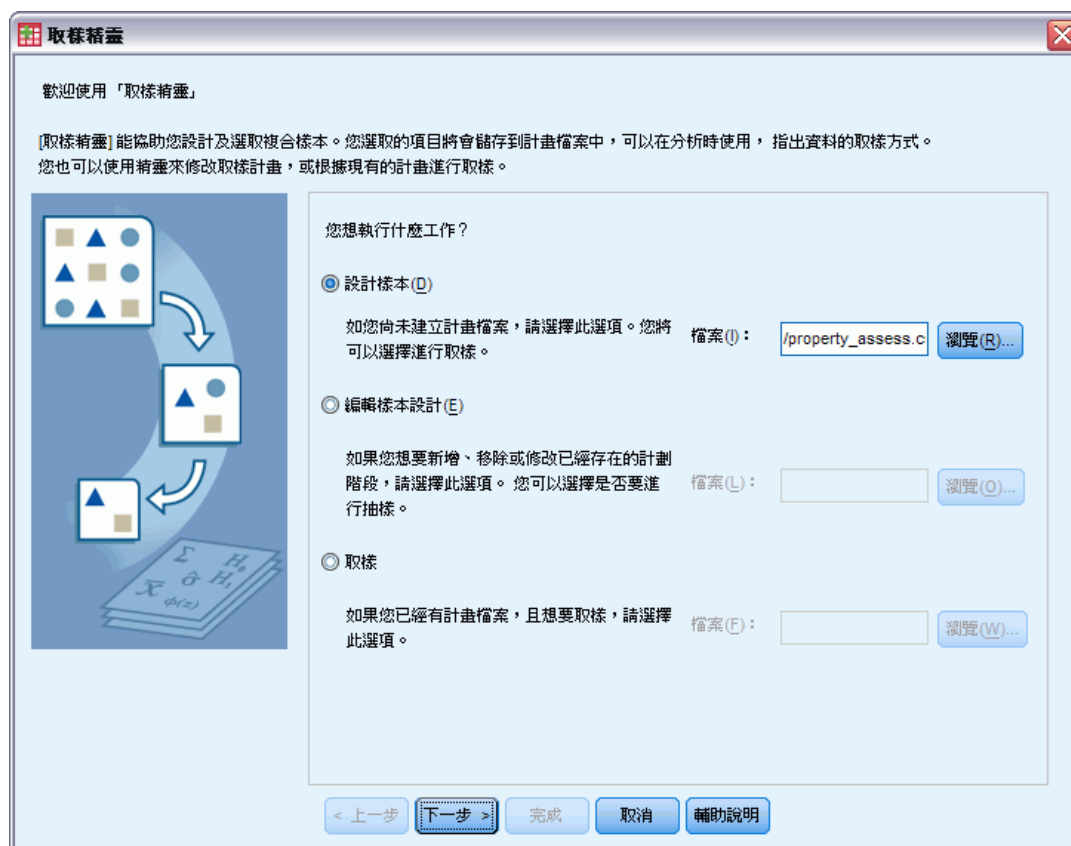 取樣精靈
歡迎使用「取樣精靈」
[取樣精靈] 能協助您設計及選取複合樣本。您選取的項目將會儲存到計畫檔案中，可以在分析時使用， 指出資料的取樣方式。
您也可以使用精靈來修改取樣計畫，或根據現有的計畫進行取樣。
您想執行什麼工作？
設計樣本(D)
如您尚未建立計畫檔案，請選擇此選項。您將
可以選擇進行取樣。
檔案(I)：
/property_assess.c
瀏覽(R)...
編輯樣本設計(E)
如果您想要新增、移除或修改已經存在的計劃
階段，請選擇此選項。 您可以選擇是否要進
行抽樣。
檔案(L)：
瀏覽(O)...
取樣
如果您已經有計畫檔案，且想要取樣，請選擇
此選項。
檔案(F)：
瀏覽(W)...
Σ H₀
x̄ σ̂ H₁
ϕ(z)
< 上一步
下一步 >
完成
取消
輔助說明